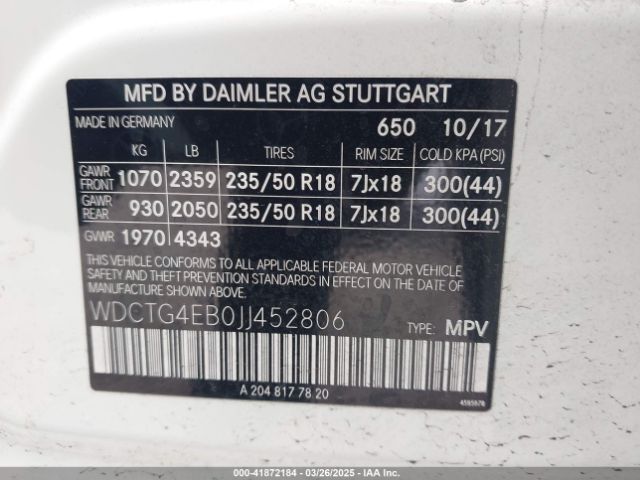 MFD BY DAIMLER AG STUTTGART
MADE IN GERMANY 650 10/17
KG LB TIRES RIM SIZE COLD KPA(PSI)
GAWR FRONT 1070 2359 235/50 R18 7Jx18 300(44)
GAWR REAR 930 2050 235/50 R18 7Jx18 300(44)
GVWR 1970 4343
THIS VEHICLE CONFORMS TO ALL APPLICABLE FEDERAL MOTOR VEHICLE
SAFETY AND THEFT PREVENTION STANDARDS IN EFFECT ON THE DATE OF
MANUFACTURE SHOWN ABOVE.
WDCTG4EB0JJ452806 TYPE: MPV
A 204 817 78 20
000-41872184 - 03/26/2025 - IAA Inc.